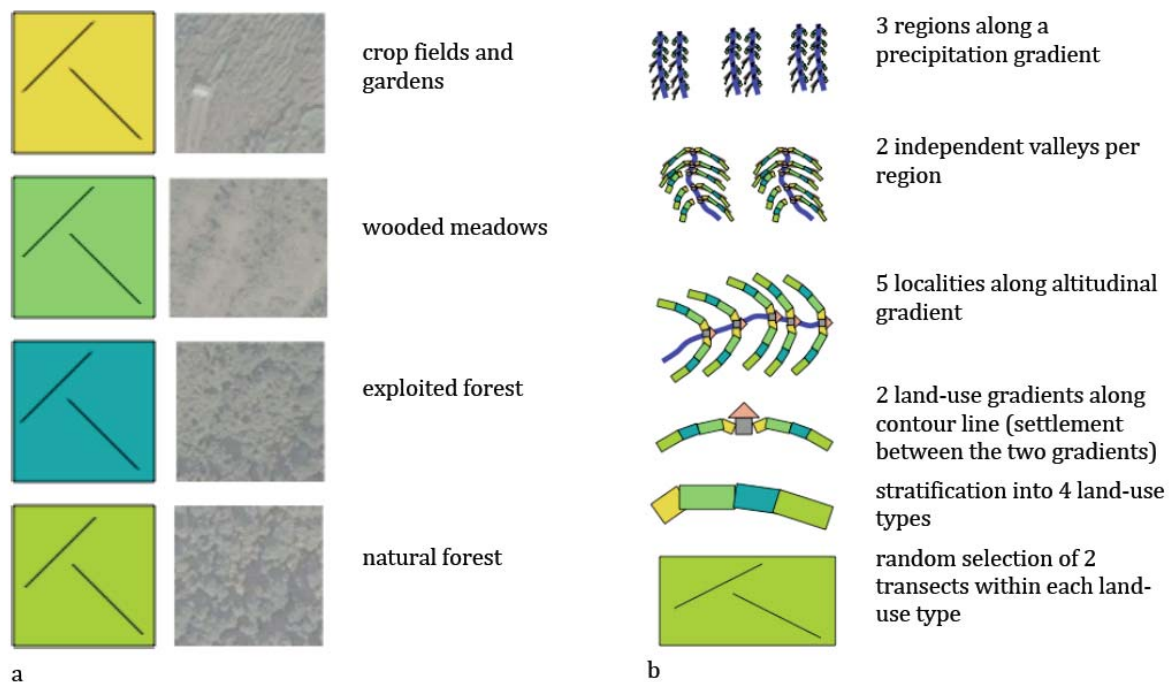 crop fields and
gardens
wooded meadows
exploited forest
natural forest
a
3 regions along a
precipitation gradient
2 independent valleys per
region
5 localities along altitudinal
gradient
2 land-use gradients along
contour line (settlement
between the two gradients)
stratification into 4 land-use
types
random selection of 2
transects within each land-
use type
b